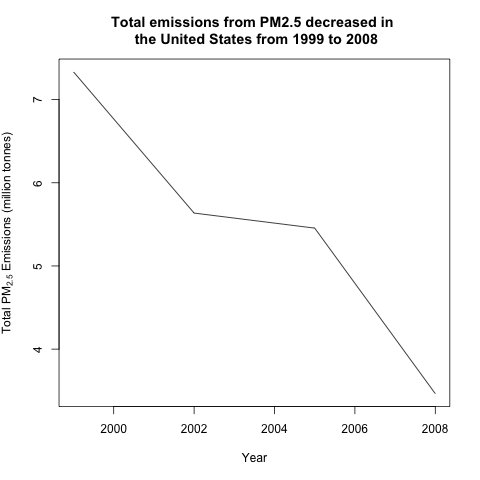 Total emissions from PM2.5 decreased in
the United States from 1999 to 2008
Total PM2.5 Emissions (million tonnes)
7
6
5
4
2000 2002 2004 2006 2008
Year